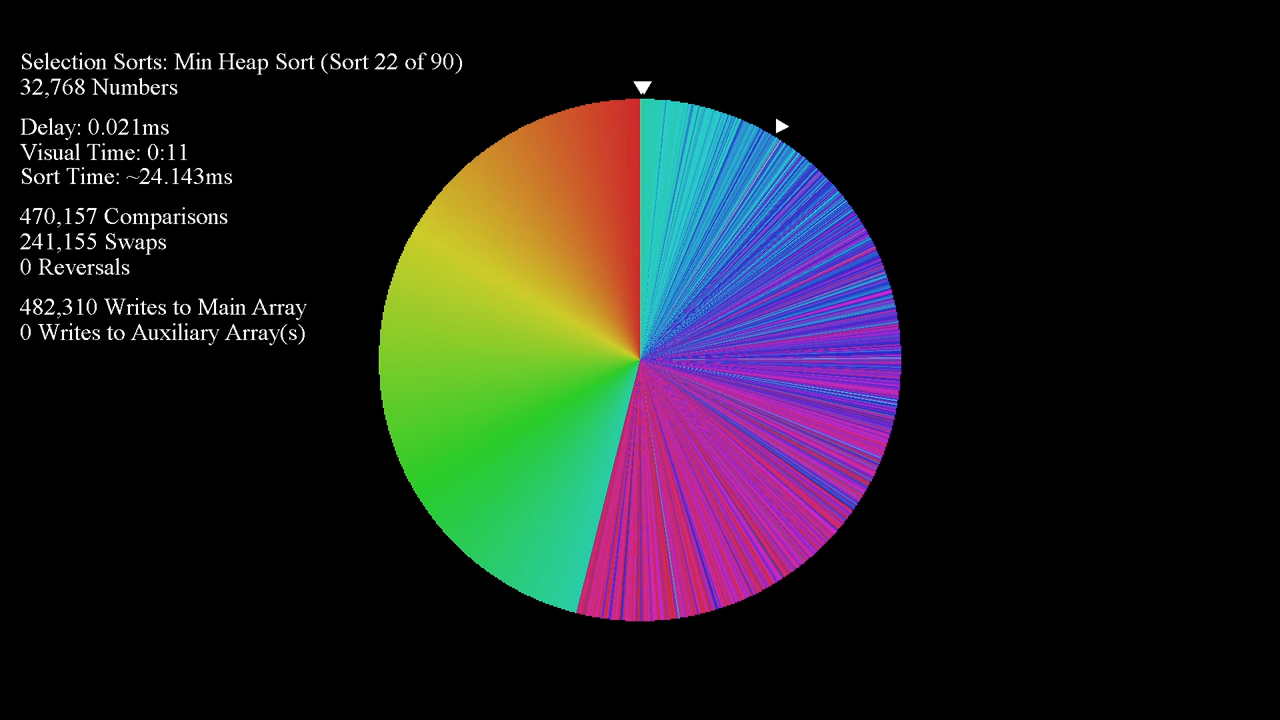 Selection Sorts: Min Heap Sort (Sort 22 of 90)
32,768 Numbers
Delay: 0.021ms
Visual Time: 0:11
Sort Time: ~24.143ms
470,157 Comparisons
241,155 Swaps
0 Reversals
482,310 Writes to Main Array
0 Writes to Auxiliary Array(s)